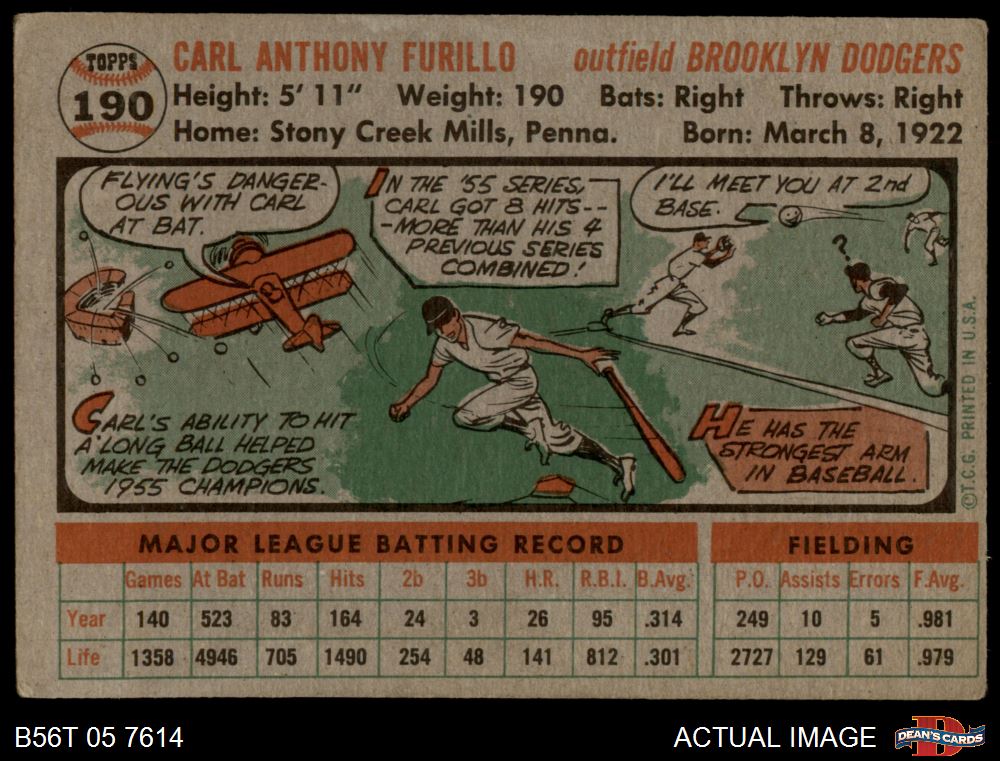 TOPPS
190
CARL ANTHONY FURILLO outfield BROOKLYN DODGERS
Height: 5' 11" Weight: 190 Bats: Right Throws: Right
Home: Stony Creek Mills, Penna. Born: March 8, 1922
FLYING'S DANGER-
OUS WITH CARL
AT BAT.
IN THE '55 SERIES,
CARL GOT 8 HITS--
-MORE THAN HIS 4
PREVIOUS SERIES
COMBINED!
I'LL MEET YOU AT 2nd
BASE.
?
CARL'S ABILITY TO HIT
A LONG BALL HELPED
MAKE THE DODGERS
1955 CHAMPIONS.
HE HAS THE
STRONGEST ARM
IN BASEBALL.
©T.C.G. PRINTED IN U.S.A.
MAJOR LEAGUE BATTING RECORD FIELDING
Games At Bat Runs Hits 2b 3b H.R. R.B.I. B.Avg. P.O. Assists Errors F.Avg.
Year 140 523 83 164 24 3 26 95 .314 249 10 5 .981
Life 1358 4946 705 1490 254 48 141 812 .301 2727 129 61 .979
B56T 05 7614 ACTUAL IMAGE DEAN'S CARDS